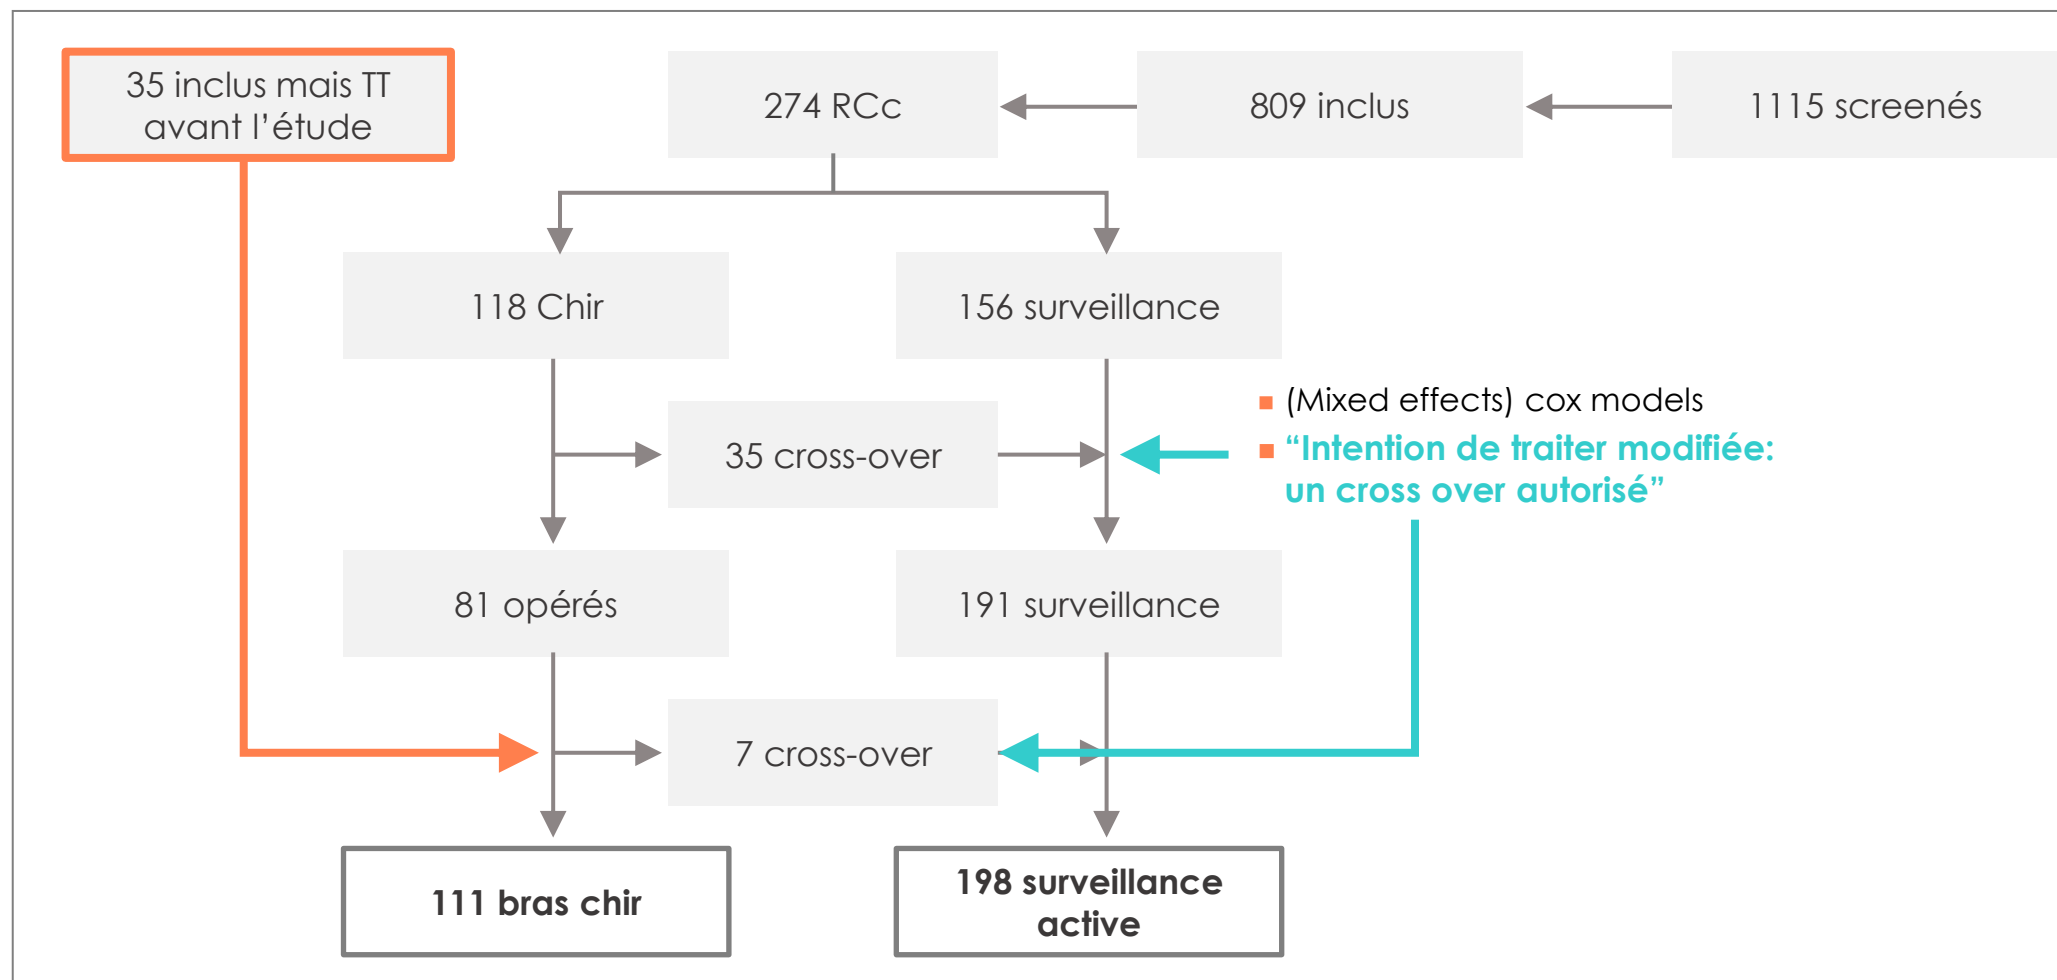 35 inclus mais TT
avant l'étude
274 RCc
809 inclus
1115 screenés
118 Chir
156 surveillance
(Mixed effects) cox models
35 cross-over
“Intention de traiter modifiée:
un cross over autorisé”
81 opérés
191 surveillance
7 cross-over
111 bras chir
198 surveillance
active